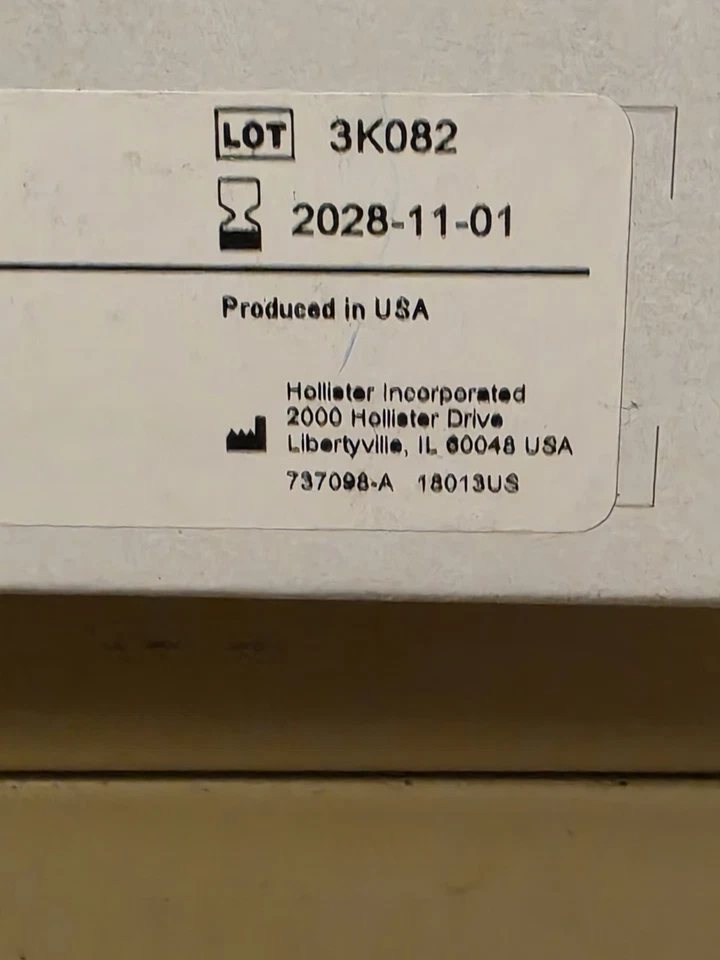 LOT 3K082
2028-11-01
Produced in USA
Hollister Incorporated
2000 Hollister Drive
Libertyville, IL 60048 USA
737098-A 18013US